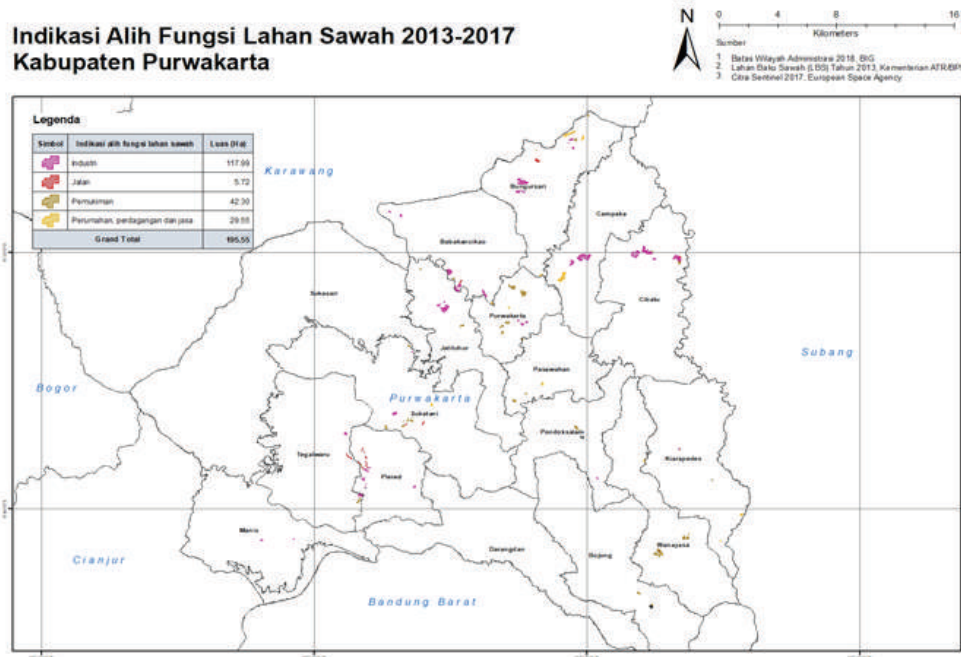 Indikasi Alih Fungsi Lahan Sawah 2013-2017
Kabupaten Purwakarta
N
0 4 8 16
Kilometers
Sumber
1. Batas Wilayah Administrasi 2018, BIG
2. Lahan Baku Sawah (LBS) Tahun 2013, Kementerian ATR/BPN
3. Citra Sentinel 2017, European Space Agency
Legenda
Simbol Indikasi alih fungsi lahan sawah Luas (Ha)
Industri 117.99
Jalan 5.72
Pemukiman 42.30
Perumahan, perdagangan dan jasa 29.55
Grand Total 195,55
Karawang
Bungursari
Campaka
Babakancikao
Cibatu
Sukasari
Purwakarta
Jatiluhur
Subang
Pasawahan
Bogor
Purwakarta
Sukatani
Pondoksalam
Kiarapedes
Tegalwaru
Plered
Maniis
Wanayasa
Darangdan
Bojong
Cianjur
Bandung Barat